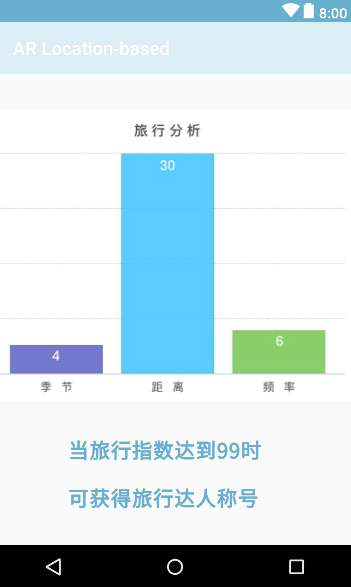 8:00
AR Location-based
旅行分析
30
4
6
季 节
距 离
频 率
当旅行指数达到99时
可获得旅行达人称号